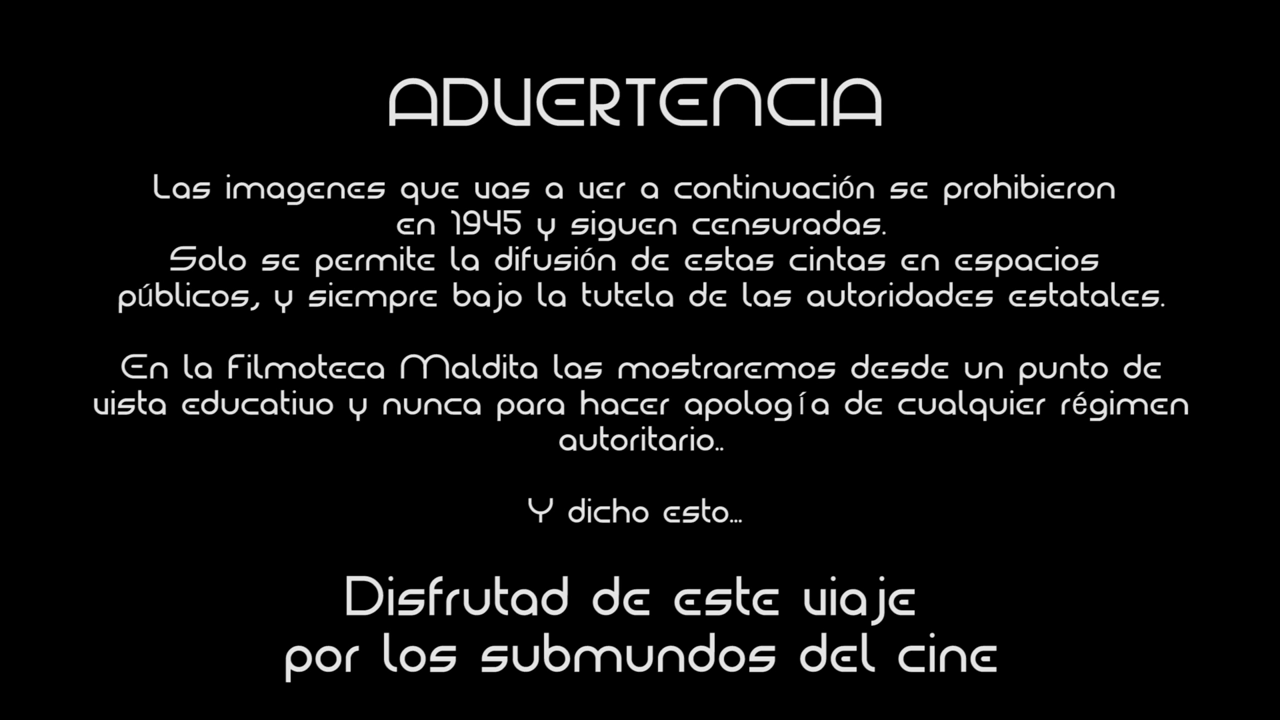 ADVERTENCIA
Las imagenes que vas a ver a continuación se prohibieron
en 1945 y siguen censuradas.
Solo se permite la difusión de estas cintas en espacios
públicos, y siempre bajo la tutela de las autoridades estatales.
En la Filmoteca Maldita las mostraremos desde un punto de
vista educativo y nunca para hacer apología de cualquier régimen
autoritario..
Y dicho esto...
Disfrutad de este viaje
por los submundos del cine